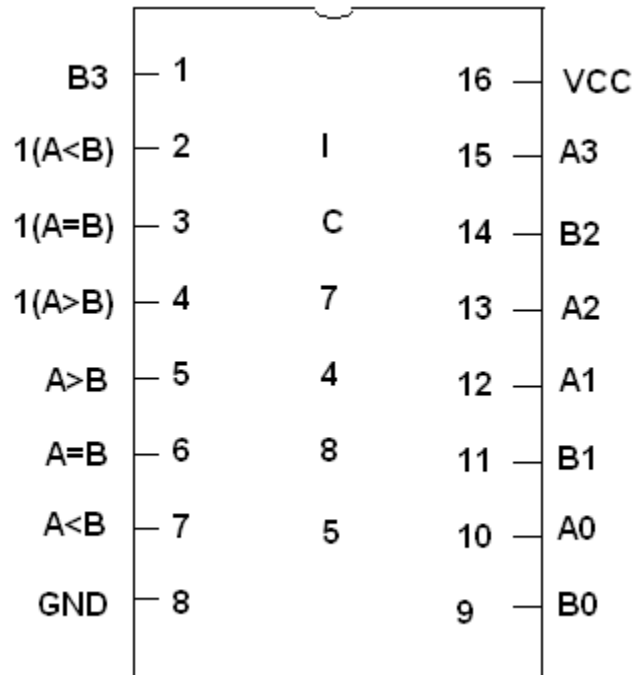 B3 1 16 VCC
1(A<B) 2 I 15 A3
1(A=B) 3 C 14 B2
1(A>B) 4 7 13 A2
A>B 5 4 12 A1
A=B 6 8 11 B1
A<B 7 5 10 A0
GND 8 9 B0